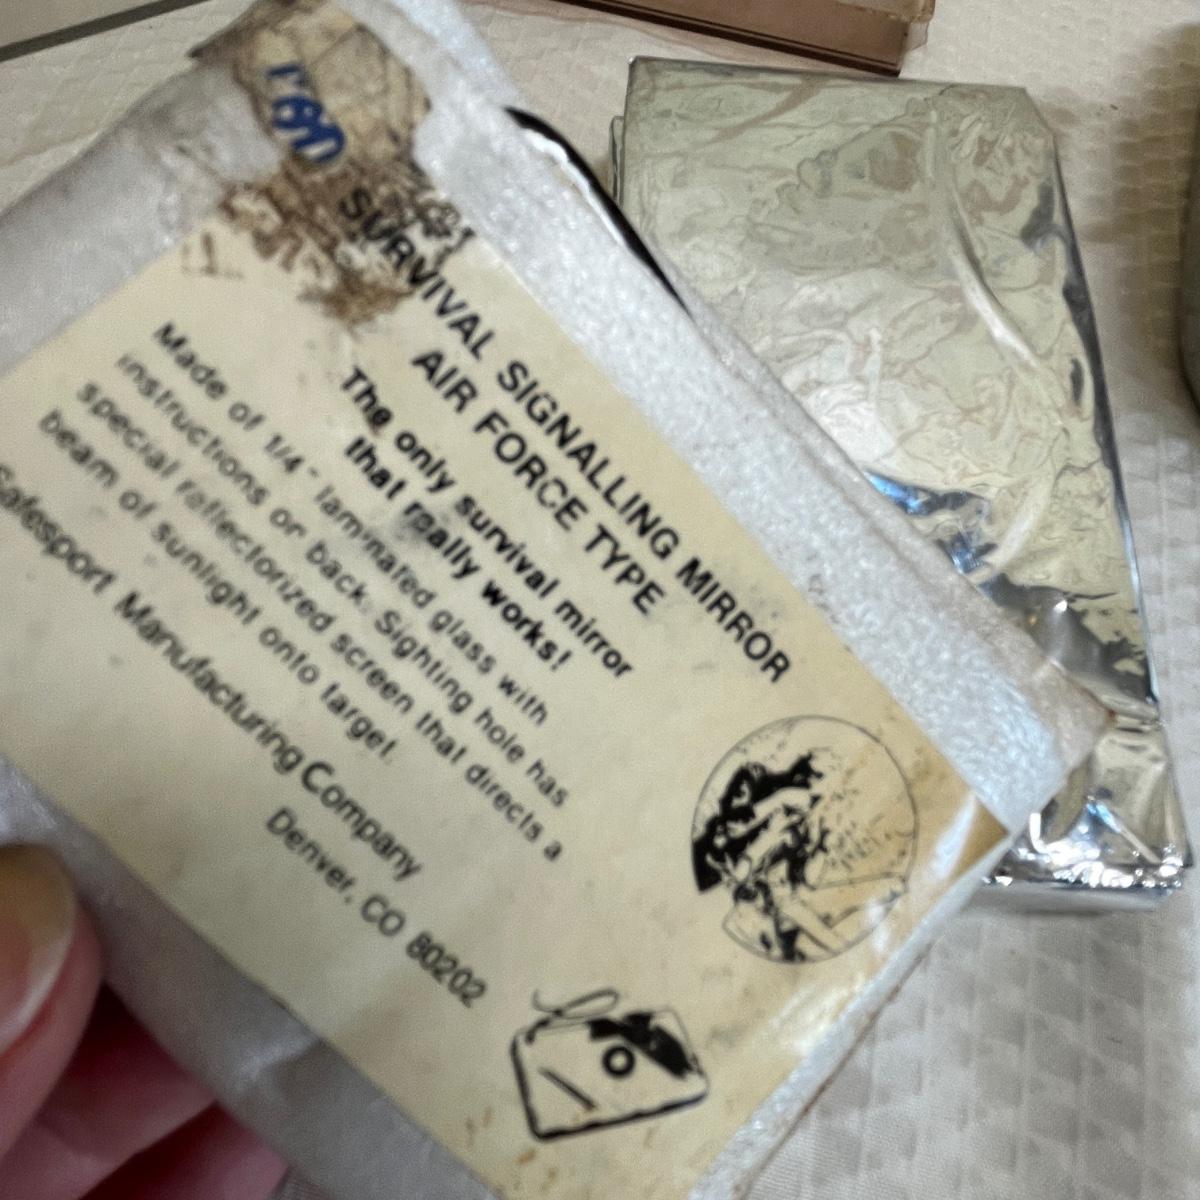 SURVIVAL SIGNALLING MIRROR
AIR FORCE TYPE
The only survival mirror
that really works!
Made of 1/4" laminated glass with
instructions on back. Sighting hole has
special raflectorized screen that directs a
beam of sunlight onto target.
Safesport Manufacturing Company
Denver, CO 80202